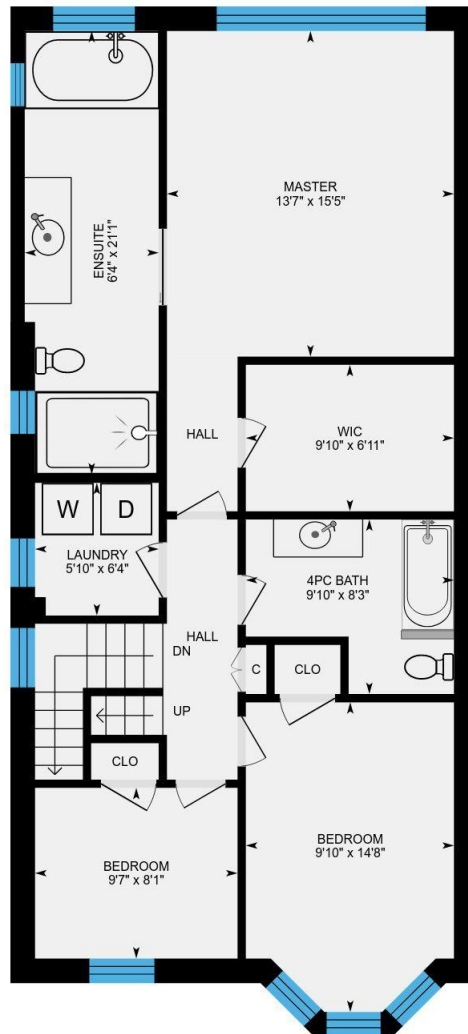 MASTER
13'7" x 15'5"
ENSUITE
6'4" x 21'1"
HALL
WIC
9'10" x 6'11"
W
D
LAUNDRY
5'10" x 6'4"
4PC BATH
9'10" x 8'3"
HALL
DN
C
CLO
UP
CLO
BEDROOM
9'7" x 8'1"
BEDROOM
9'10" x 14'8"